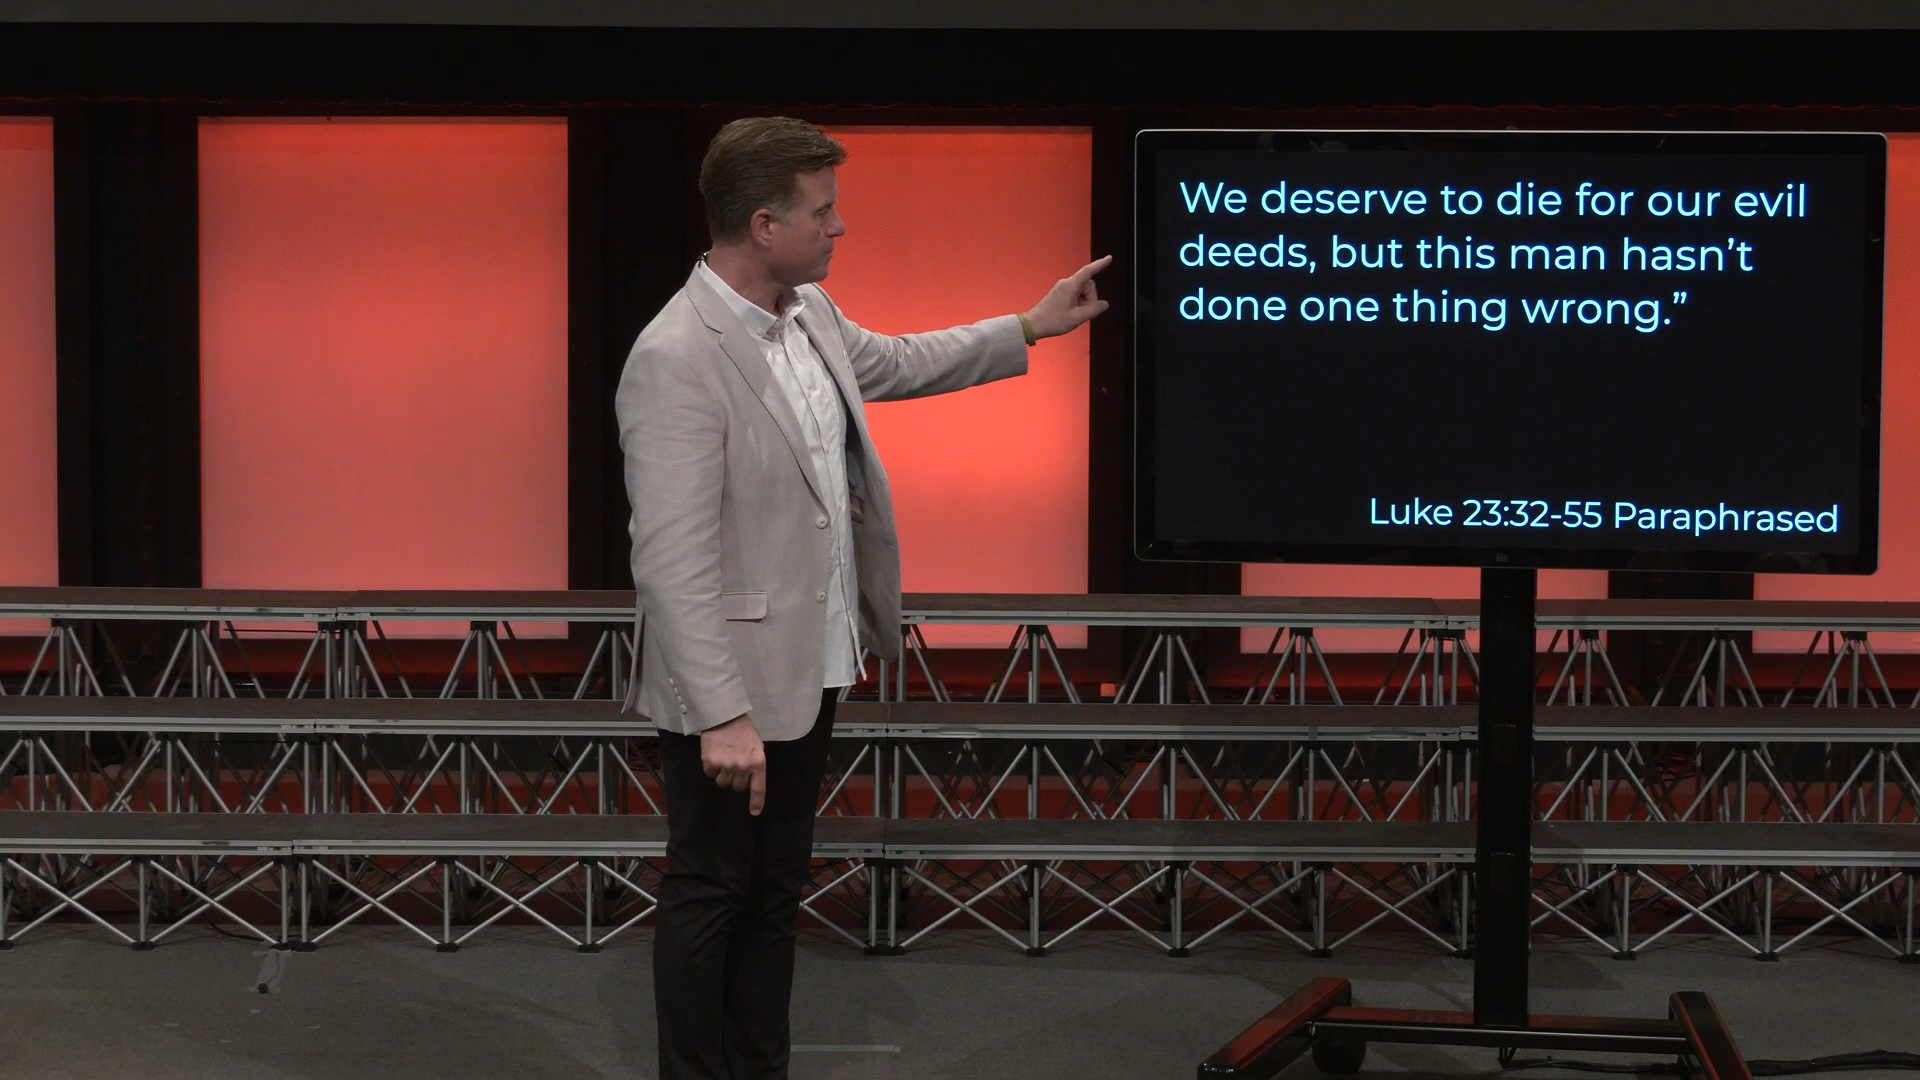 We deserve to die for our evil
deeds, but this man hasn’t
done one thing wrong.”
Luke 23:32-55 Paraphrased